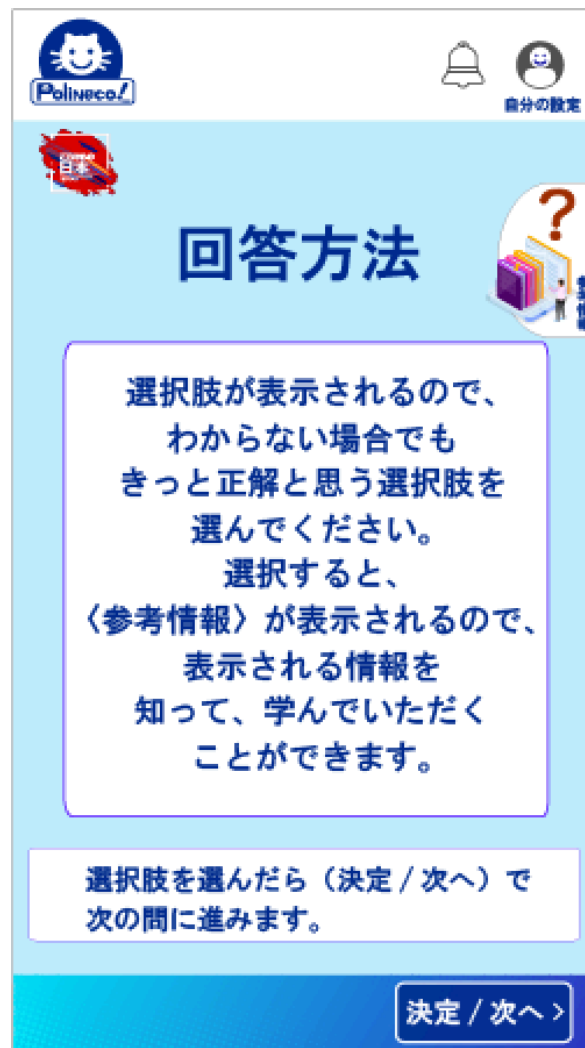 Polineco!
自分の設定
日本
回答方法
?
参考情報
選択肢が表示されるので、
わからない場合でも
きっと正解と思う選択肢を
選んでください。
選択すると、
〈参考情報〉が表示されるので、
表示される情報を
知って、学んでいただく
ことができます。
選択肢を選んだら（決定 / 次へ）で
次の問に進みます。
決定 / 次へ >